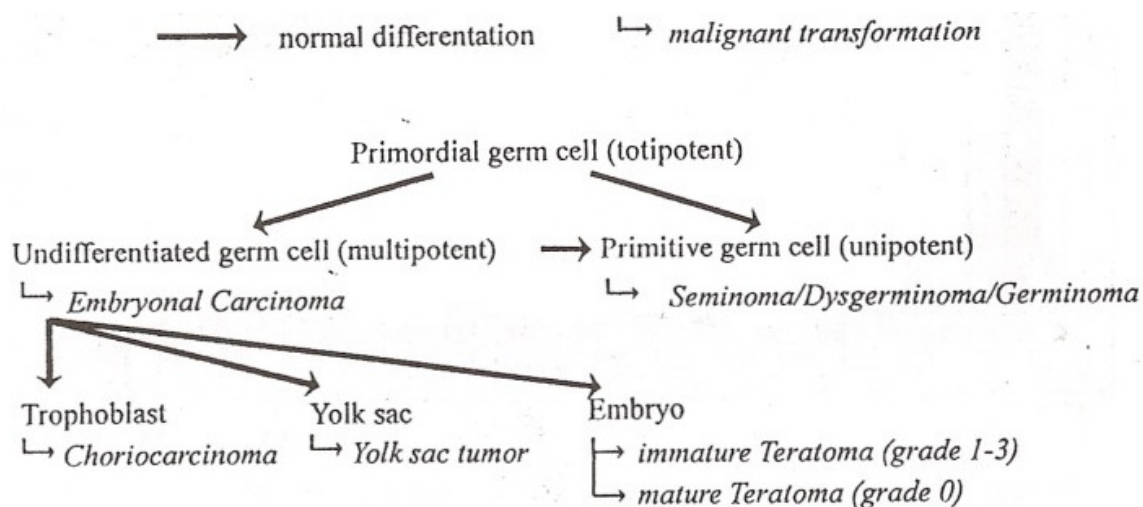 normal differentation malignant transformation
Primordial germ cell (totipotent)
Undifferentiated germ cell (multipotent) Primitive germ cell (unipotent)
Embryonal Carcinoma Seminoma/Dysgerminoma/Germinoma
Trophoblast Yolk sac Embryo
Choriocarcinoma Yolk sac tumor immature Teratoma (grade 1-3)
mature Teratoma (grade 0)